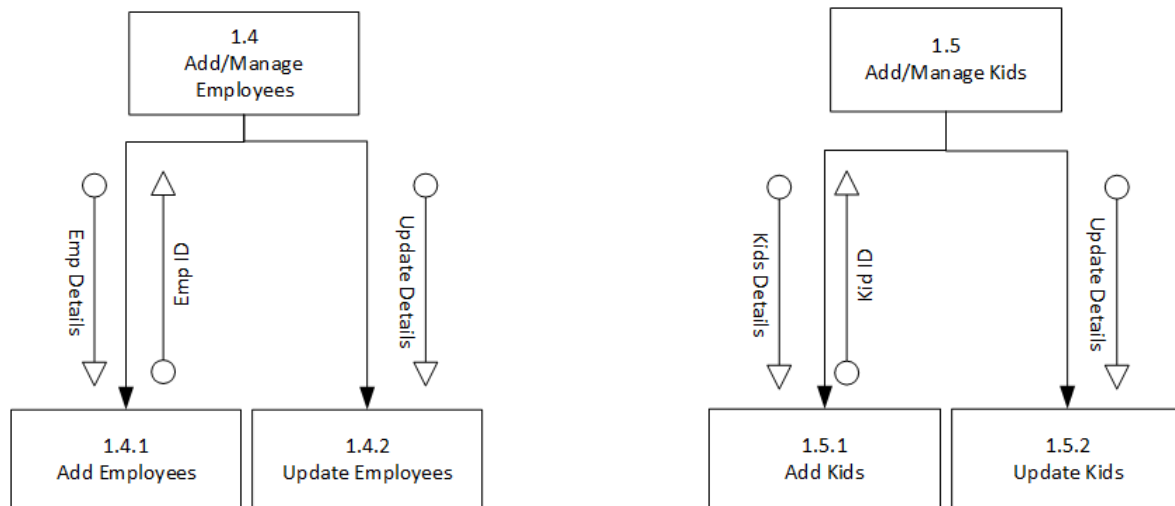 1.4
Add/Manage
Employees
1.5
Add/Manage Kids
Emp Details
Emp ID
Update Details
Kids Details
Kid ID
Update Details
1.4.1
Add Employees
1.4.2
Update Employees
1.5.1
Add Kids
1.5.2
Update Kids